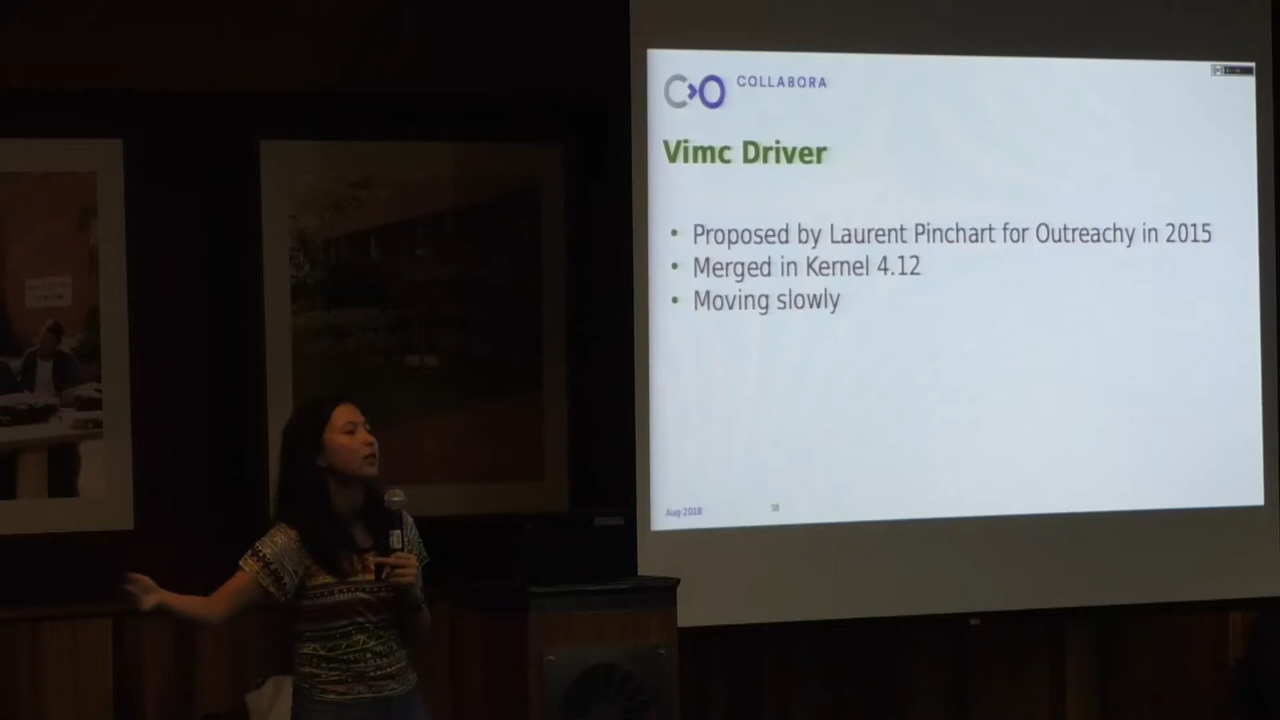 COLLABORA
Vimc Driver
• Proposed by Laurent Pinchart for Outreachy in 2015
• Merged in Kernel 4.12
• Moving slowly
Aug-2018